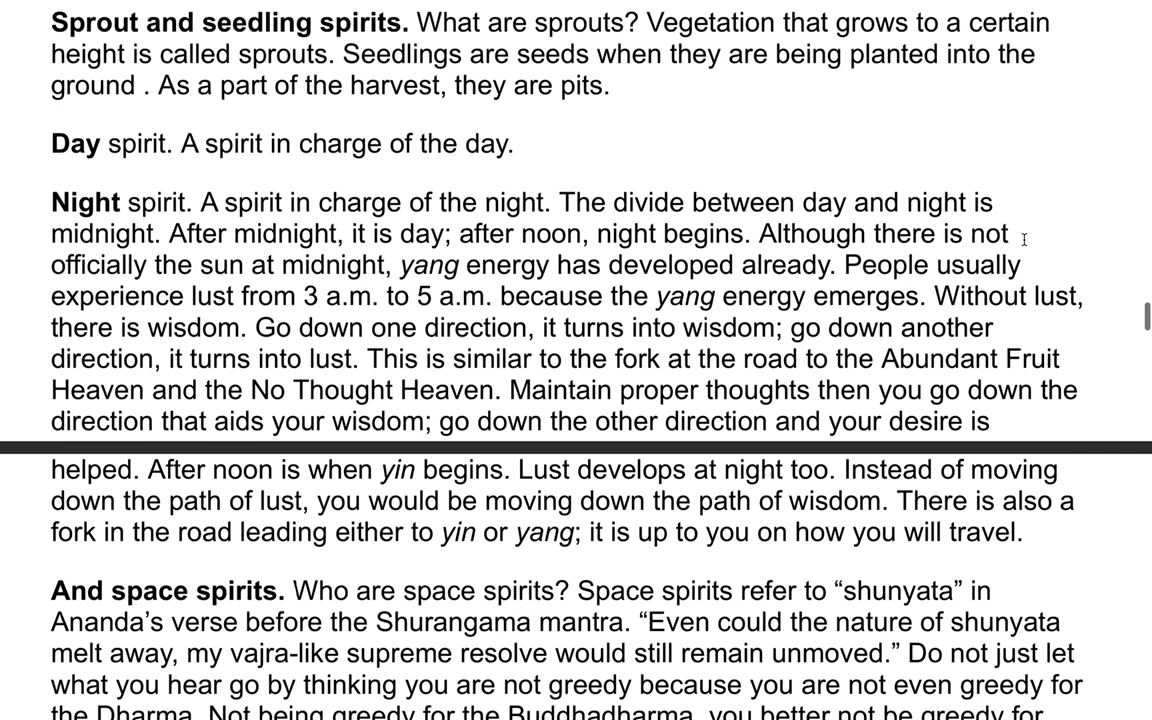 Sprout and seedling spirits. What are sprouts? Vegetation that grows to a certain
height is called sprouts. Seedlings are seeds when they are being planted into the
ground . As a part of the harvest, they are pits.
Day spirit. A spirit in charge of the day.
Night spirit. A spirit in charge of the night. The divide between day and night is
midnight. After midnight, it is day; after noon, night begins. Although there is not
officially the sun at midnight, yang energy has developed already. People usually
experience lust from 3 a.m. to 5 a.m. because the yang energy emerges. Without lust,
there is wisdom. Go down one direction, it turns into wisdom; go down another
direction, it turns into lust. This is similar to the fork at the road to the Abundant Fruit
Heaven and the No Thought Heaven. Maintain proper thoughts then you go down the
direction that aids your wisdom; go down the other direction and your desire is
helped. After noon is when yin begins. Lust develops at night too. Instead of moving
down the path of lust, you would be moving down the path of wisdom. There is also a
fork in the road leading either to yin or yang; it is up to you on how you will travel.
And space spirits. Who are space spirits? Space spirits refer to “shunyata” in
Ananda’s verse before the Shurangama mantra. “Even could the nature of shunyata
melt away, my vajra-like supreme resolve would still remain unmoved.” Do not just let
what you hear go by thinking you are not greedy because you are not even greedy for
the Dharma. Not being greedy for the Buddhadharma, you better not be greedy for